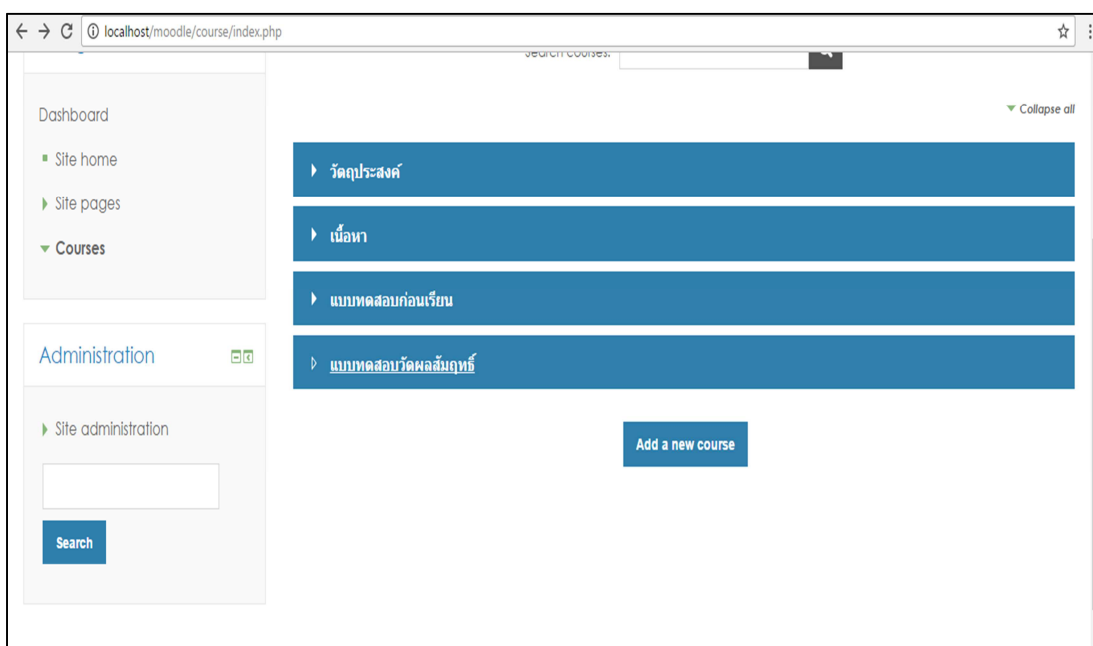 localhost/moodle/course/index.php
Search courses:
Collapse all
Dashboard
Site home
Site pages
Courses
Administration
Site administration
Search
วัตถุประสงค์
เนื้อหา
แบบทดสอบก่อนเรียน
แบบทดสอบวัดผลสัมฤทธิ์
Add a new course